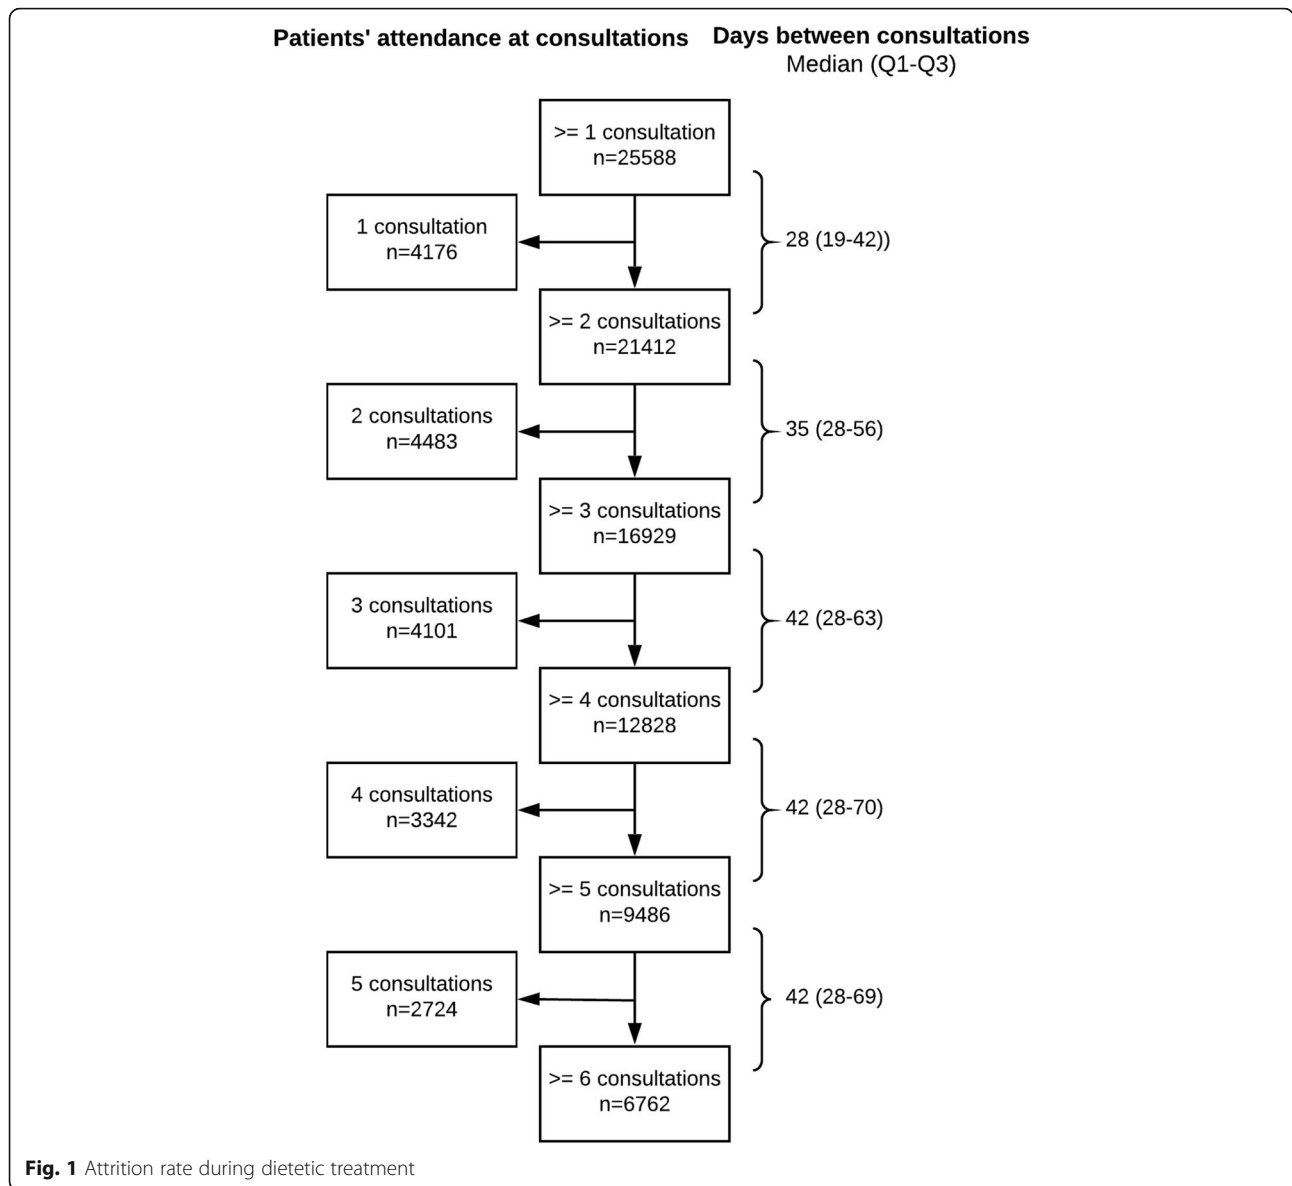 Patients' attendance at consultations
Days between consultations
Median (Q1-Q3)
>= 1 consultation
n=25588
1 consultation
n=4176
28 (19-42))
>= 2 consultations
n=21412
2 consultations
n=4483
35 (28-56)
>= 3 consultations
n=16929
3 consultations
n=4101
42 (28-63)
>= 4 consultations
n=12828
4 consultations
n=3342
42 (28-70)
>= 5 consultations
n=9486
5 consultations
n=2724
42 (28-69)
>= 6 consultations
n=6762
Fig. 1 Attrition rate during dietetic treatment